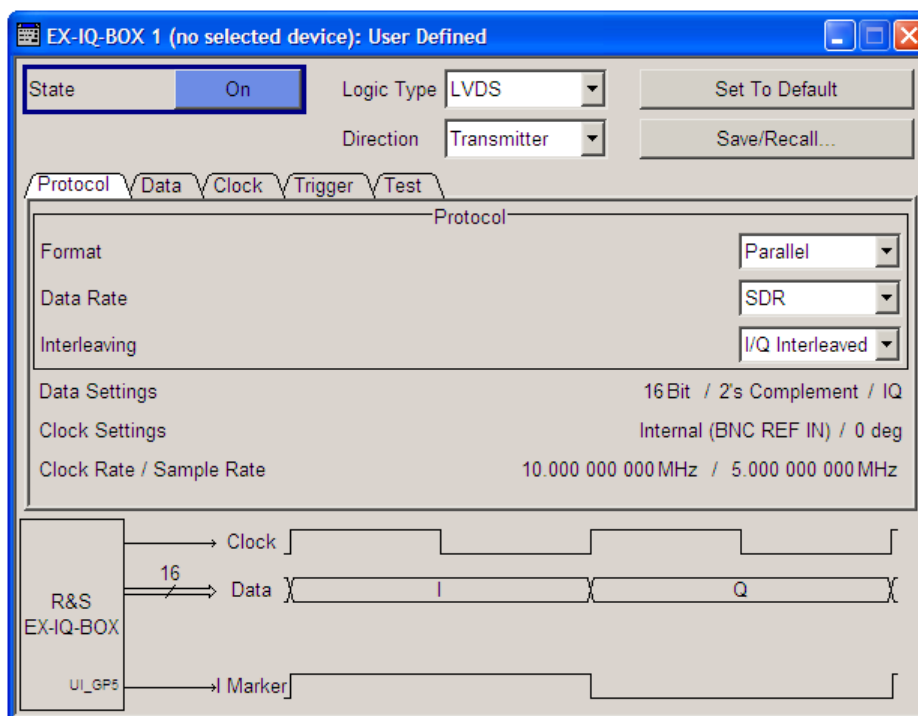 EX-IQ-BOX 1 (no selected device): User Defined
State On Logic Type LVDS Set To Default
Direction Transmitter Save/Recall...
Protocol Data Clock Trigger Test
Protocol
Format Parallel
Data Rate SDR
Interleaving I/Q Interleaved
Data Settings 16 Bit / 2's Complement / IQ
Clock Settings Internal (BNC REF IN) / 0 deg
Clock Rate / Sample Rate 10.000 000 000 MHz / 5.000 000 000 MHz
Clock
16
Data I Q
R&S
EX-IQ-BOX
UI_GP5 I Marker